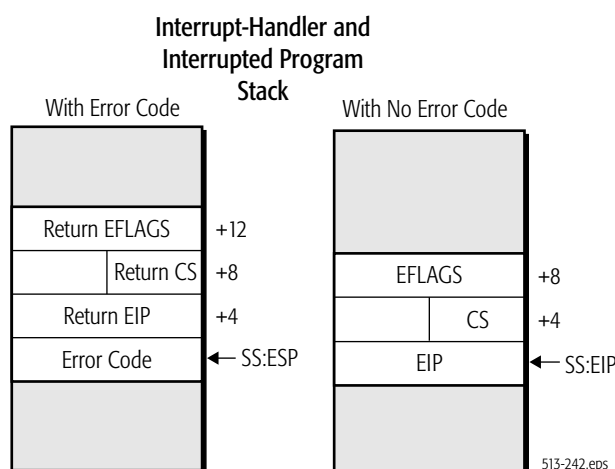 Interrupt-Handler and
Interrupted Program
Stack
With Error Code
Return EFLAGS +12
Return CS +8
Return EIP +4
Error Code SS:ESP
With No Error Code
EFLAGS +8
CS +4
EIP SS:EIP
513-242.eps